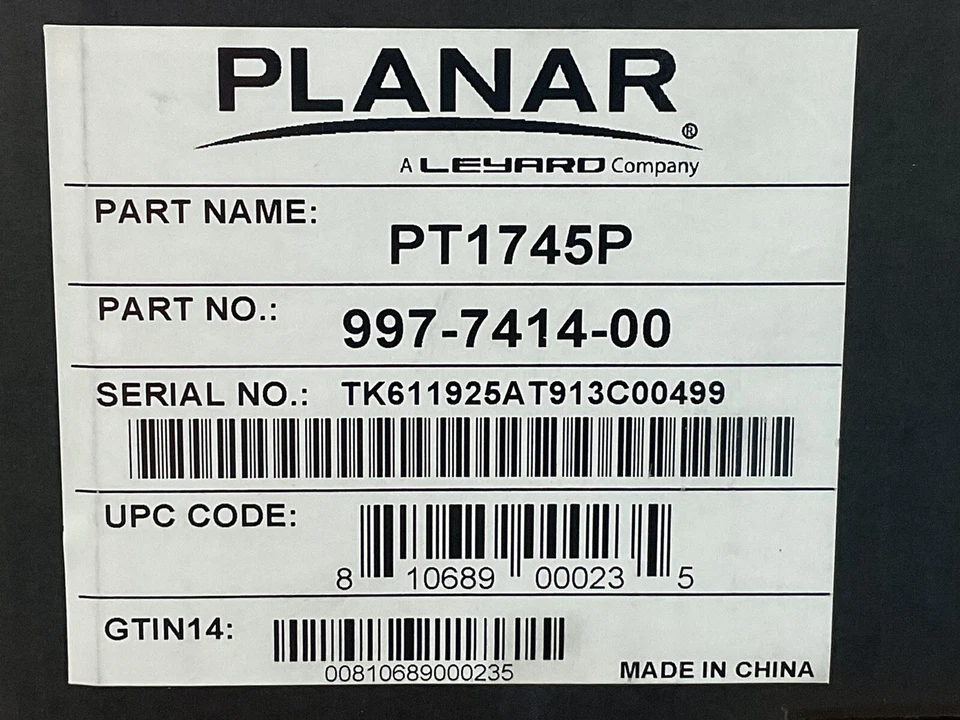 PLANAR®
A LEYARD Company
PART NAME:
PT1745P
PART NO.: 997-7414-00
SERIAL NO.: TK611925AT913C00499
UPC CODE:
8 10689 00023 5
GTIN14:
00810689000235
MADE IN CHINA